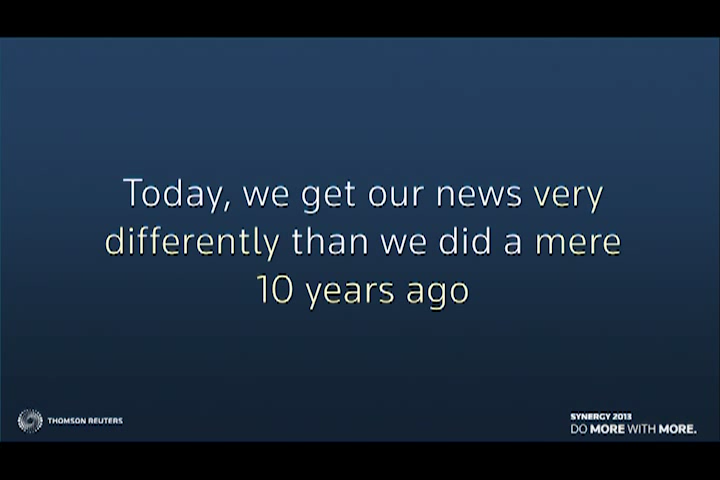 Today, we get our news very
differently than we did a mere
10 years ago
THOMSON REUTERS
SYNERGY 2013
DO MORE WITH MORE.